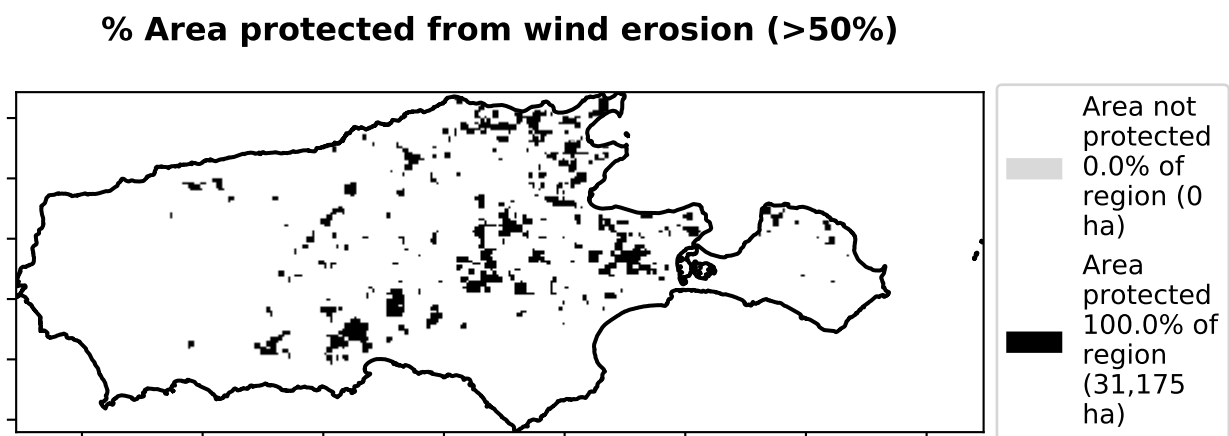 % Area protected from wind erosion (>50%)
Area not
protected
0.0% of
region (0
ha)
Area
protected
100.0% of
region
(31,175
ha)